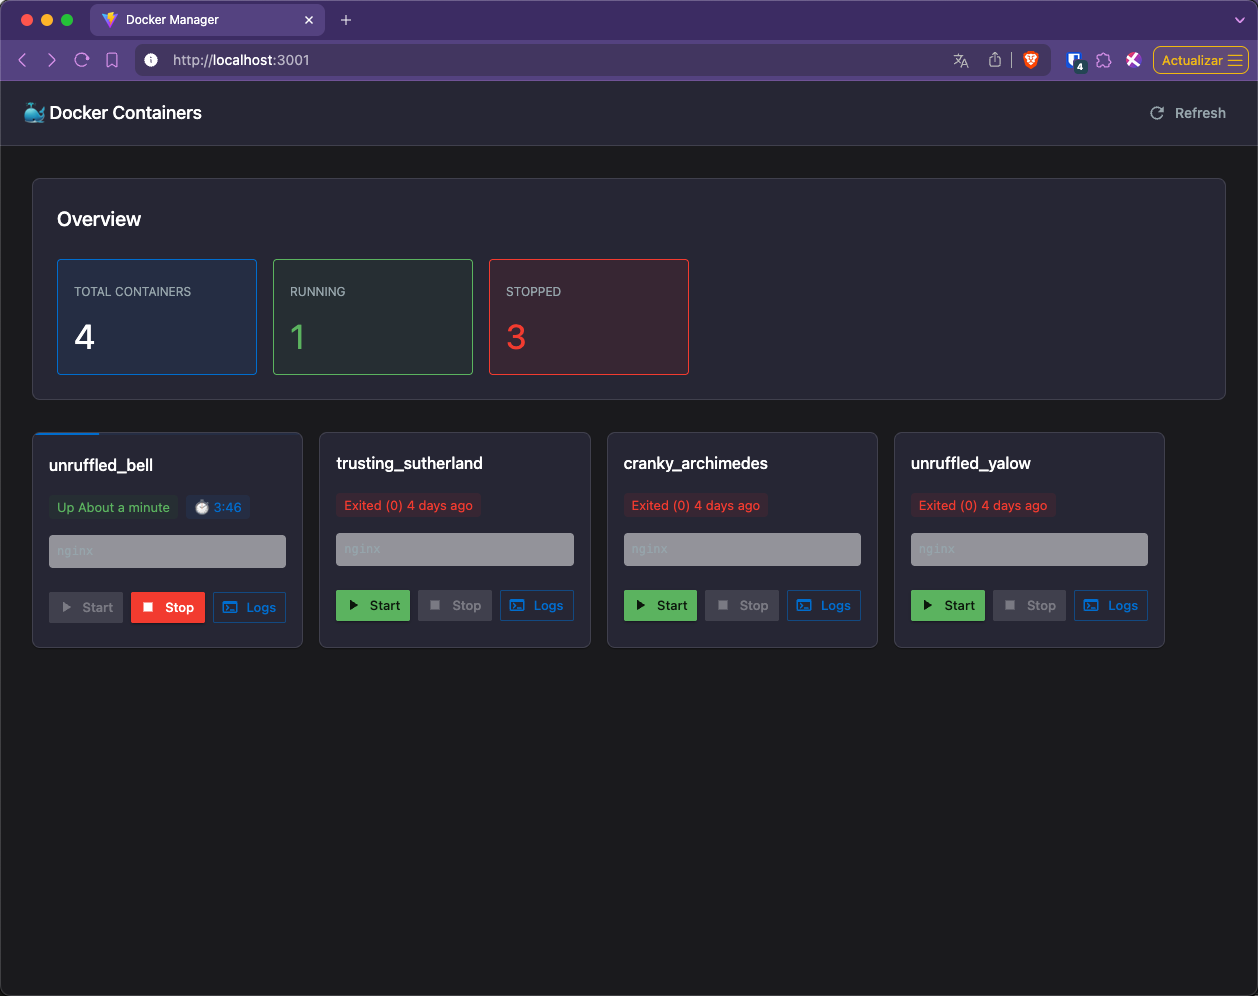 Docker Manager
http://localhost:3001
4
Actualizar
Docker Containers
Refresh
Overview
TOTAL CONTAINERS
4
RUNNING
1
STOPPED
3
unruffled_bell
Up About a minute
3:46
nginx
Start
Stop
Logs
trusting_sutherland
Exited (0) 4 days ago
nginx
Start
Stop
Logs
cranky_archimedes
Exited (0) 4 days ago
nginx
Start
Stop
Logs
unruffled_yalow
Exited (0) 4 days ago
nginx
Start
Stop
Logs